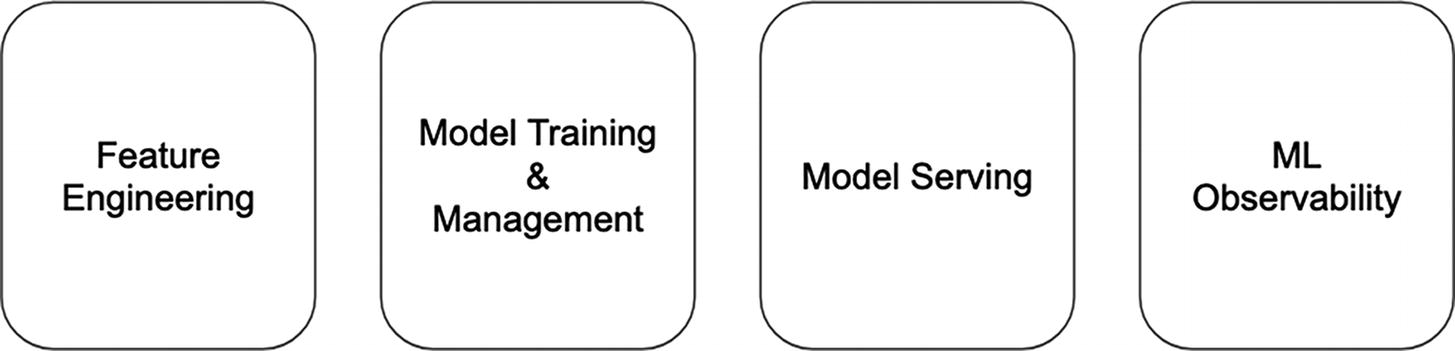 Feature
Engineering
Model Training
&
Management
Model Serving
ML
Observability